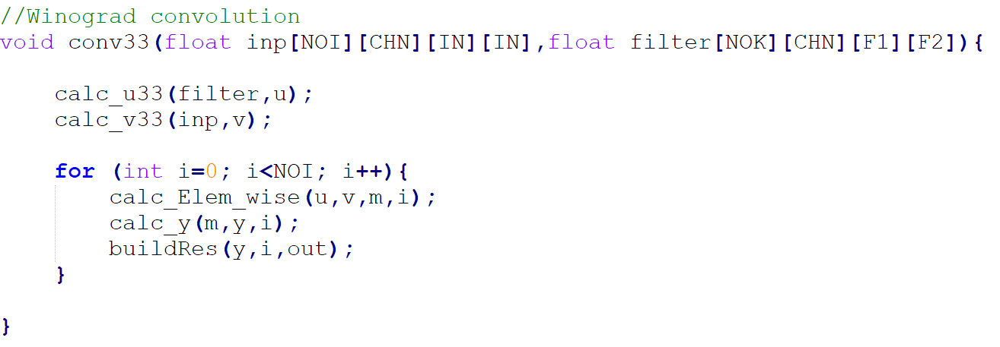 //Winograd convolution
void conv33(float inp[NOI][CHN][IN][IN],float filter[NOK][CHN][F1][F2]){
calc_u33(filter,u);
calc_v33(inp,v);
for (int i=0; i<NOI; i++){
calc_Elem_wise(u,v,m,i);
calc_y(m,y,i);
buildRes(y,i,out);
}
}